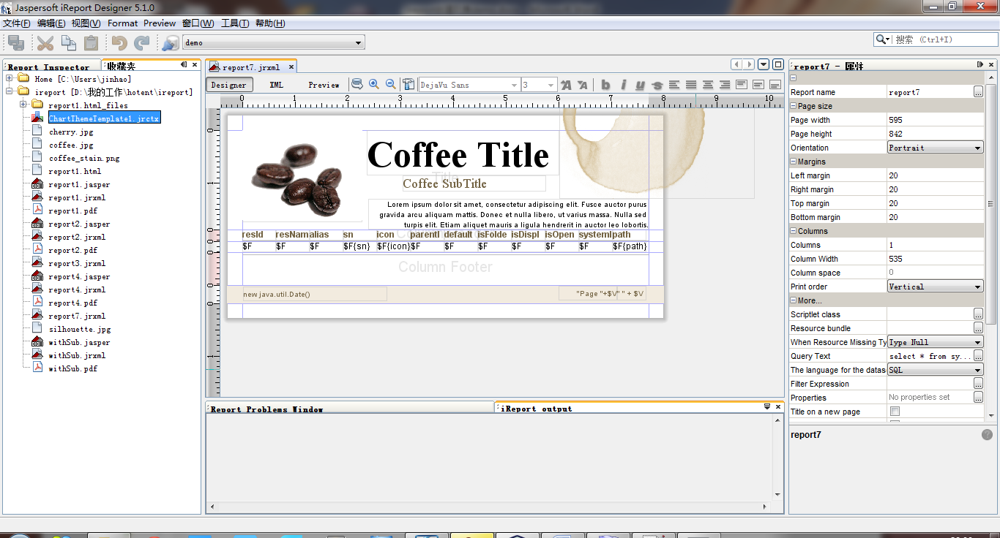 Jaspersoft iReport Designer 5.1.0
文件(F) 编辑(E) 视图(V) Format Preview 窗口(W) 工具(T) 帮助(H)
demo
搜索 (Ctrl+I)
Report Inspector
收藏夹
Home [C:\Users\jinhao]
ireport [D:\我的工作\hotent\ireport]
report1.html_files
ChartThemeTemplate1.jrctx
cherry.jpg
coffee.jpg
coffee_stain.png
report1.html
report1.jasper
report1.jrxml
report1.pdf
report2.jasper
report2.jrxml
report2.pdf
report3.jrxml
report4.jasper
report4.jrxml
report4.pdf
report7.jrxml
silhouette.jpg
withSub.jasper
withSub.jrxml
withSub.pdf
report7.jrxml
Designer XML Preview DejaVu Sans 3
0 1 2 3 4 5 6 7 8 9 10
Title
Coffee Title
Coffee SubTitle
Lorem ipsum dolor sit amet, consectetur adipiscing elit. Fusce auctor purus
gravida arcu aliquam mattis. Donec et nulla libero, ut varius massa. Nulla sed
turpis elit. Etiam aliquet mauris a ligula hendrerit in auctor leo lobortis.
resId resNam alias sn icon parentI default isFolde isDispl isOpen systemI path
$F $F $F $F{sn} $F{icon} $F $F $F $F $F $F $F{path}
Column Footer
new java.util.Date()
"Page "+$V" " + $V
Report Problems Window
iReport output
report7 - 属性
Report name report7
Page size
Page width 595
Page height 842
Orientation Portrait
Margins
Left margin 20
Right margin 20
Top margin 20
Bottom margin 20
Columns
Columns 1
Column Width 535
Column space 0
Print order Vertical
More...
Scriptlet class
Resource bundle
When Resource Missing Ty Type Null
Query Text select * from sy...
The language for the datas SQL
Filter Expression
Properties No properties set
Title on a new page
report7